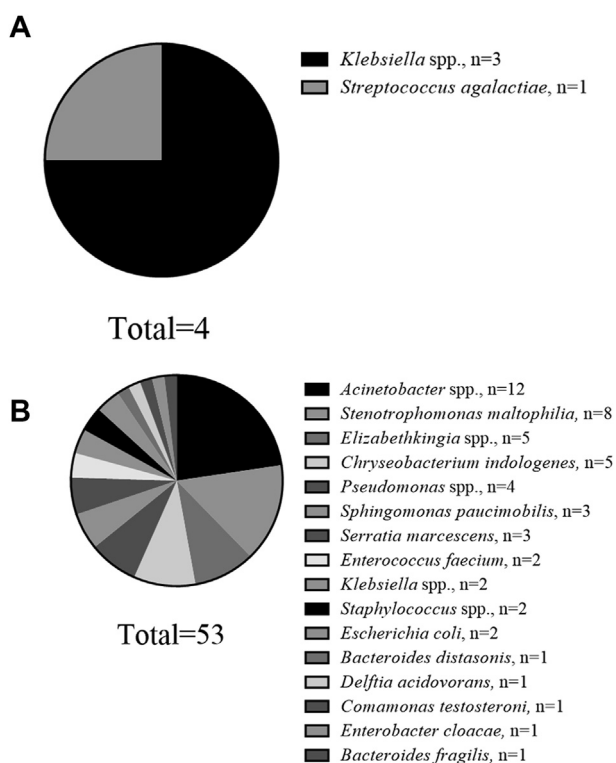 A
Klebsiella spp., n=3
Streptococcus agalactiae, n=1
Total=4
B
Acinetobacter spp., n=12
Stenotrophomonas maltophilia, n=8
Elizabethkingia spp., n=5
Chryseobacterium indologenes, n=5
Pseudomonas spp., n=4
Sphingomonas paucimobilis, n=3
Serratia marcescens, n=3
Enterococcus faecium, n=2
Klebsiella spp., n=2
Staphylococcus spp., n=2
Escherichia coli, n=2
Bacteroides distasonis, n=1
Delftia acidovorans, n=1
Comamonas testosteroni, n=1
Enterobacter cloacae, n=1
Bacteroides fragilis, n=1
Total=53